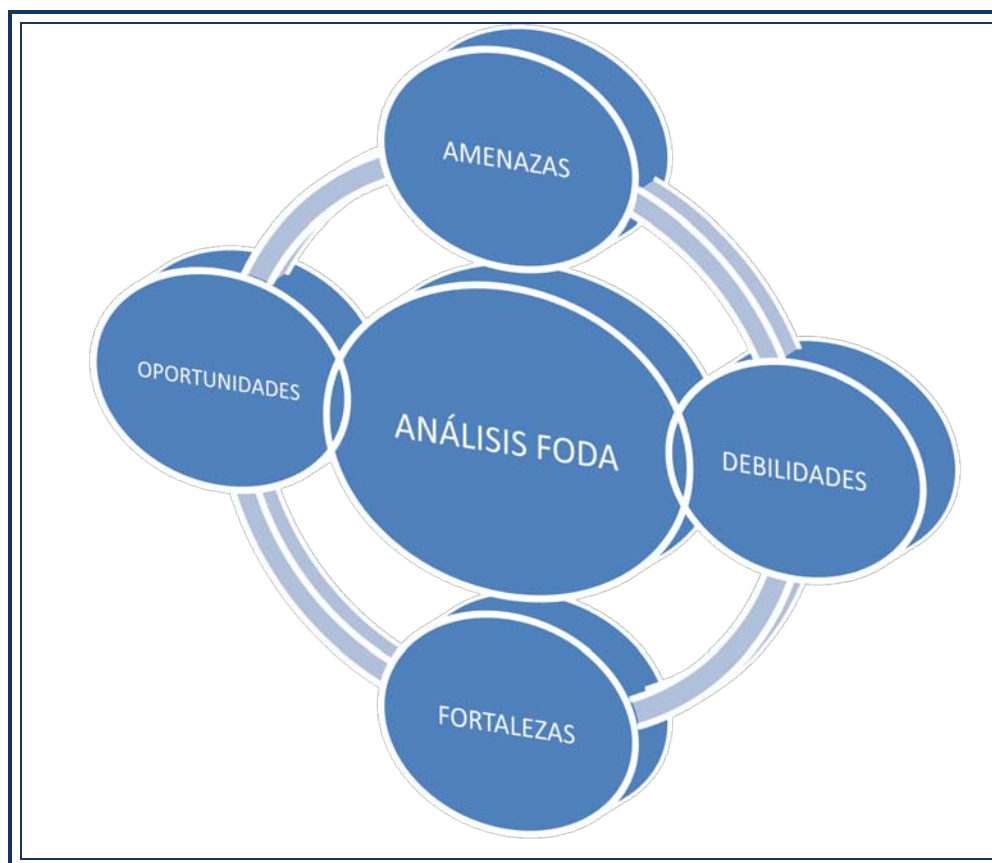 AMENAZAS
OPORTUNIDADES
ANÁLISIS FODA
DEBILIDADES
FORTALEZAS